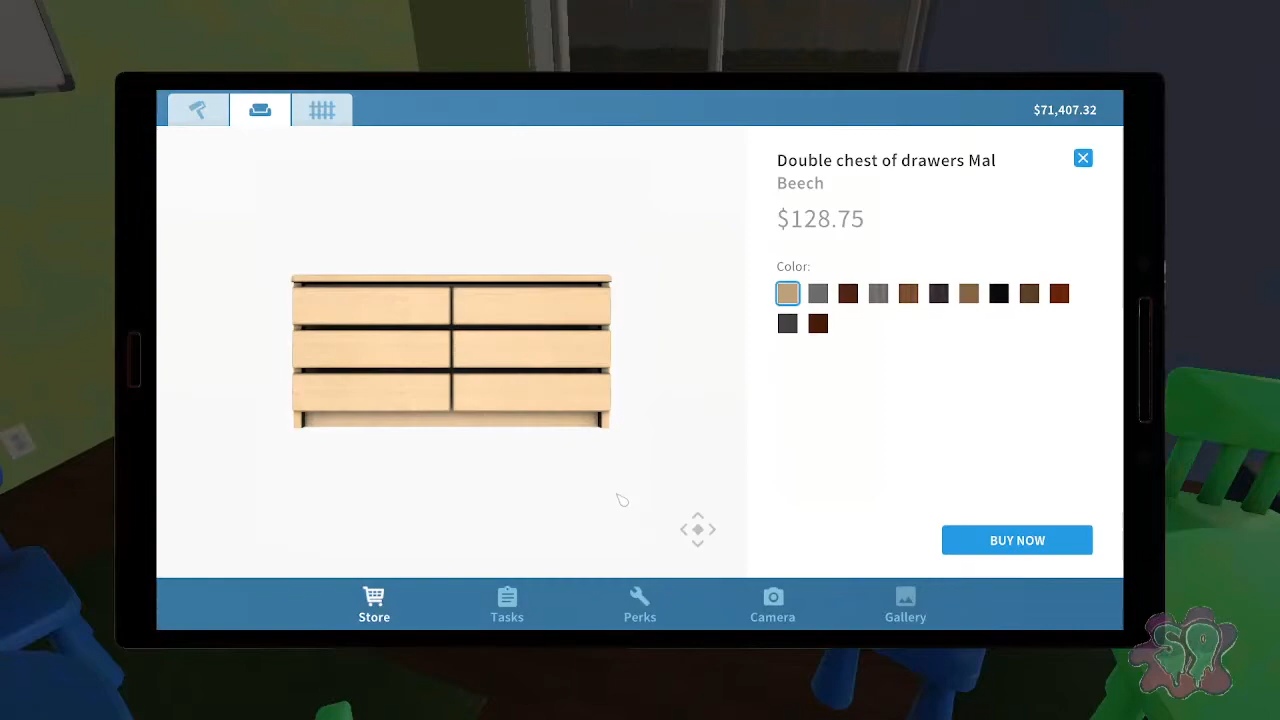 $71,407.32
Double chest of drawers Mal
Beech
$128.75
Color:
BUY NOW
Store
Tasks
Perks
Camera
Gallery
SP